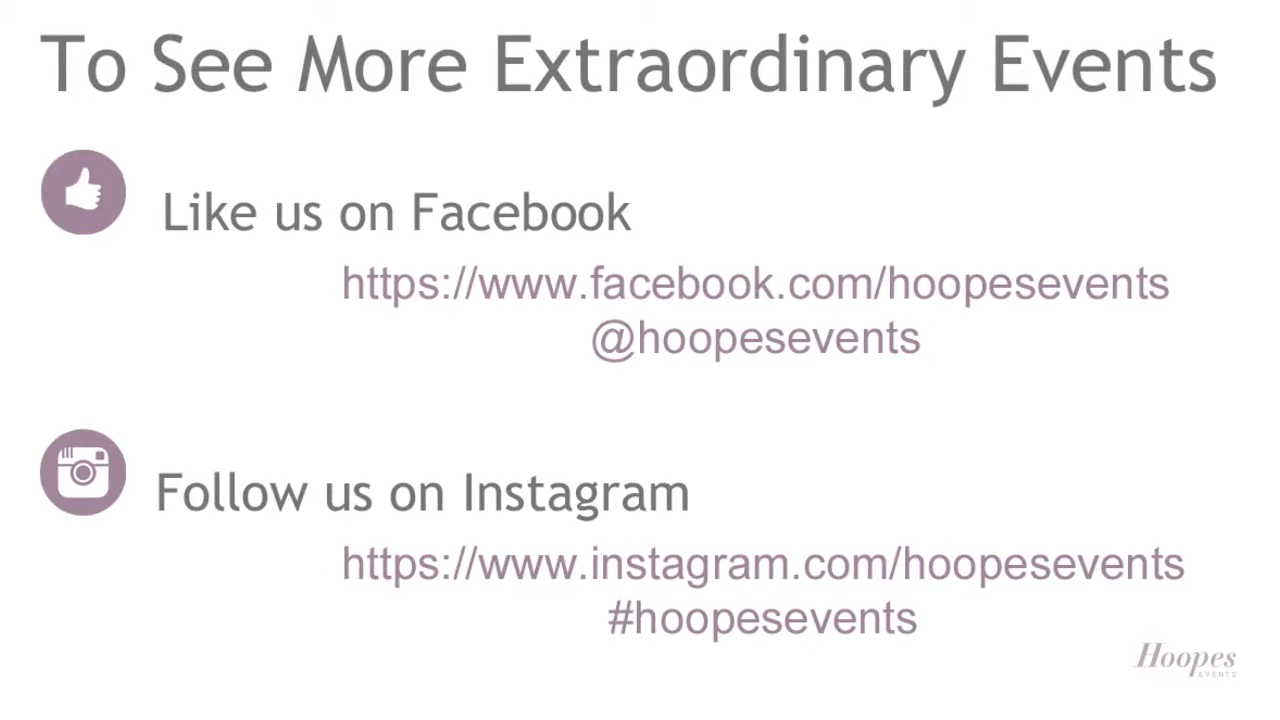 To See More Extraordinary Events
Like us on Facebook
https://www.facebook.com/hoopesevents
@hoopesevents
Follow us on Instagram
https://www.instagram.com/hoopesevents
#hoopesevents
Hoopes
EVENTS